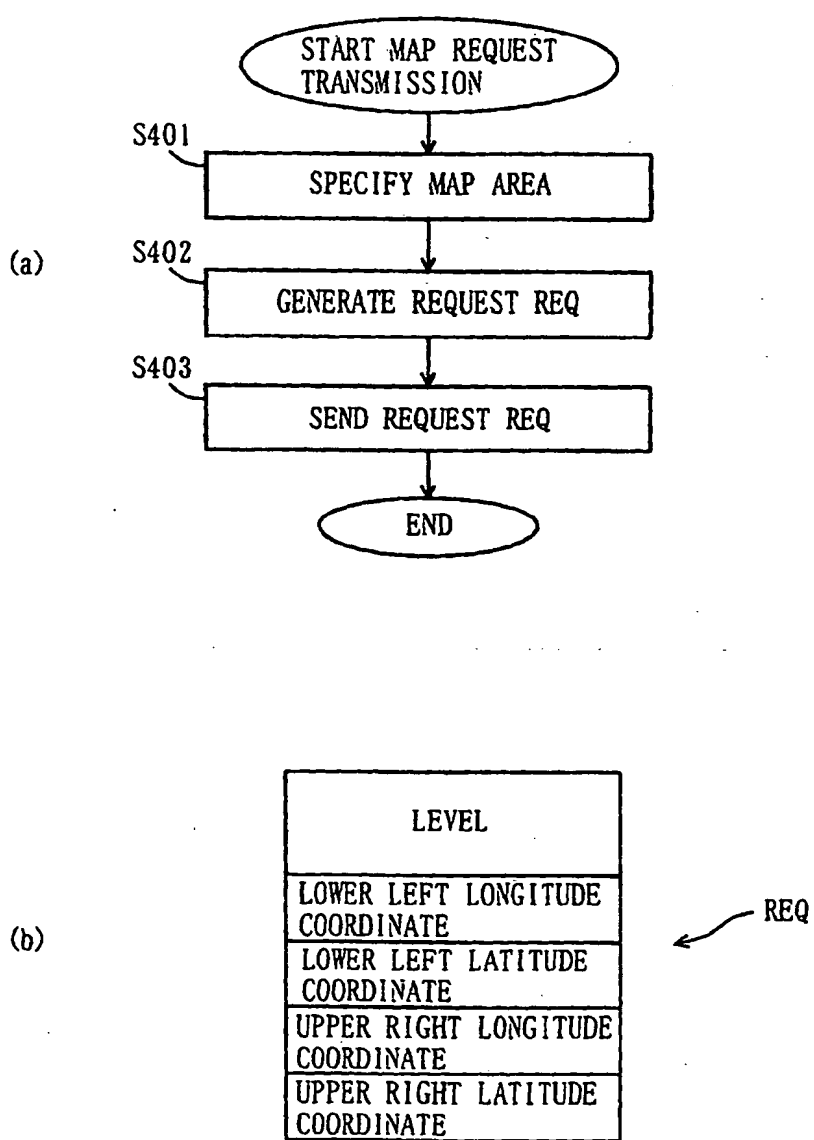 START MAP REQUEST
TRANSMISSION
S401
SPECIFY MAP AREA
(a)
S402
GENERATE REQUEST REQ
S403
SEND REQUEST REQ
END
LEVEL
LOWER LEFT LONGITUDE
COORDINATE
(b)
REQ
LOWER LEFT LATITUDE
COORDINATE
UPPER RIGHT LONGITUDE
COORDINATE
UPPER RIGHT LATITUDE
COORDINATE